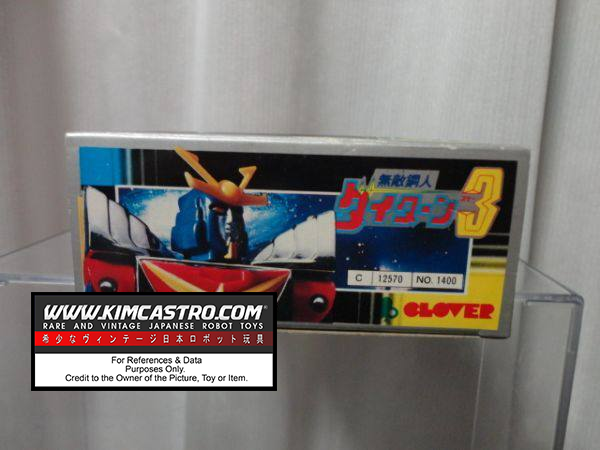 無敵鋼人
ダイターン3
C 12570 NO. 1400
CLOVER
WWW.KIMCASTRO.COM®
RARE AND VINTAGE JAPANESE ROBOT TOYS
希少なヴィンテージ日本ロボット玩具
For References & Data
Purposes Only.
Credit to the Owner of the Picture, Toy or Item.